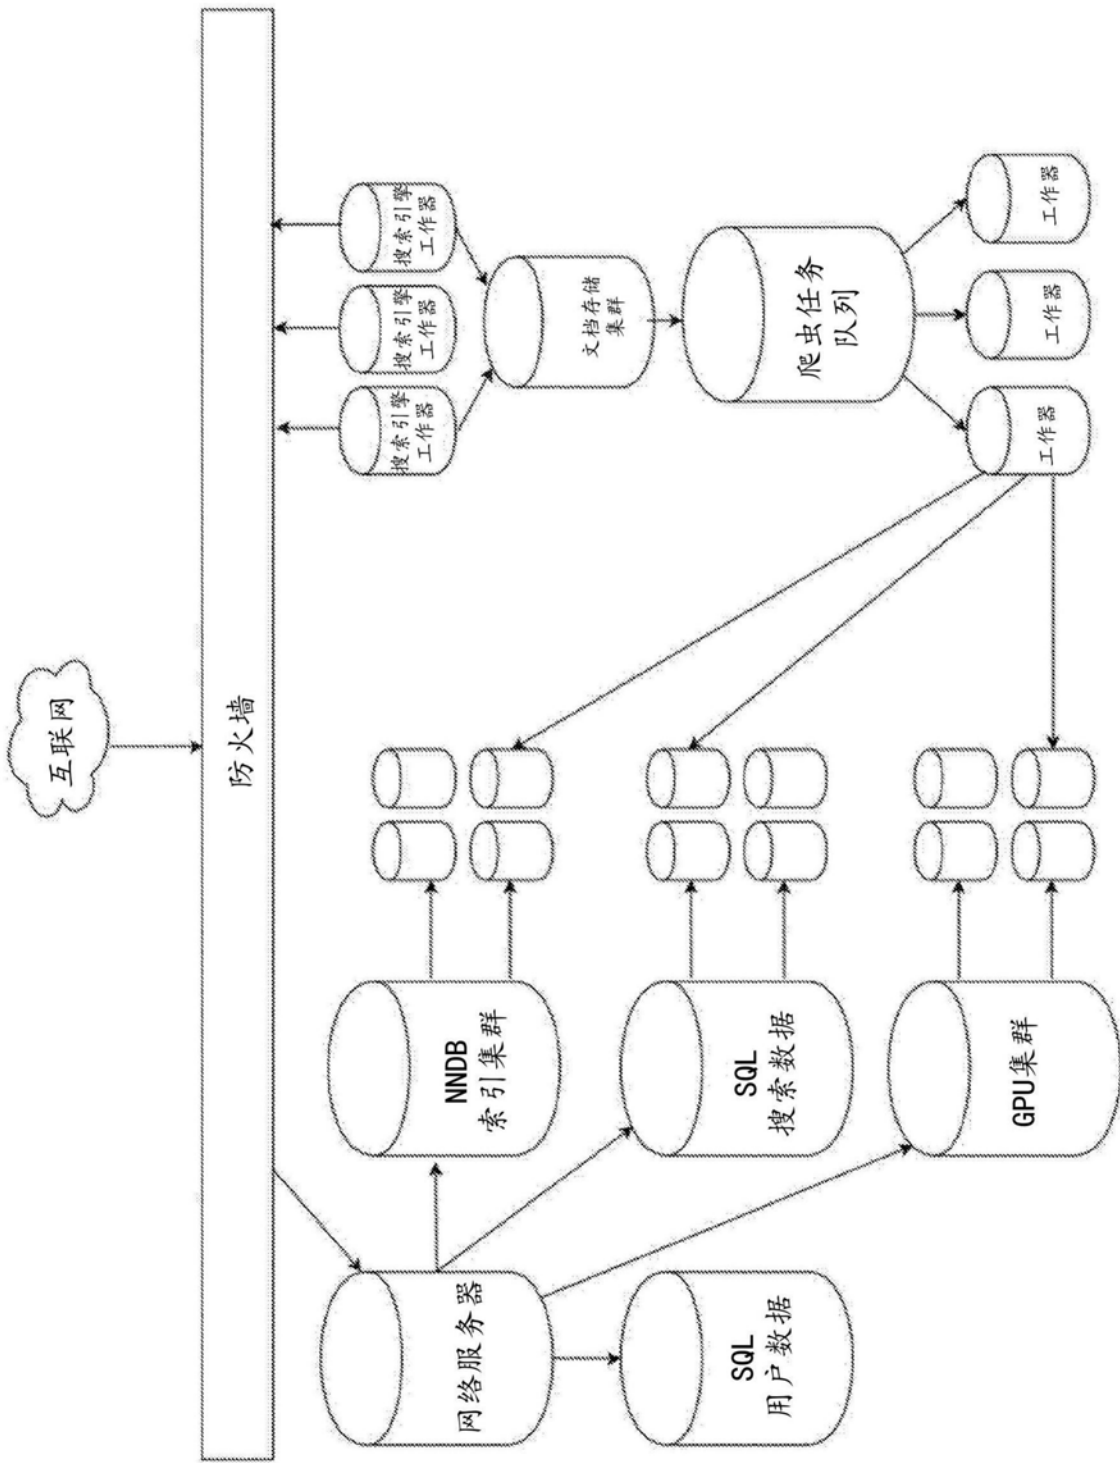 互联网
防火墙
搜索引擎
工作器
搜索引擎
工作器
搜索引擎
工作器
文档存储
集群
爬虫任务
队列
工作器
工作器
工作器
NNDB
索引集群
SQL
搜索数据
GPU集群
网络服务器
SQL
用户数据